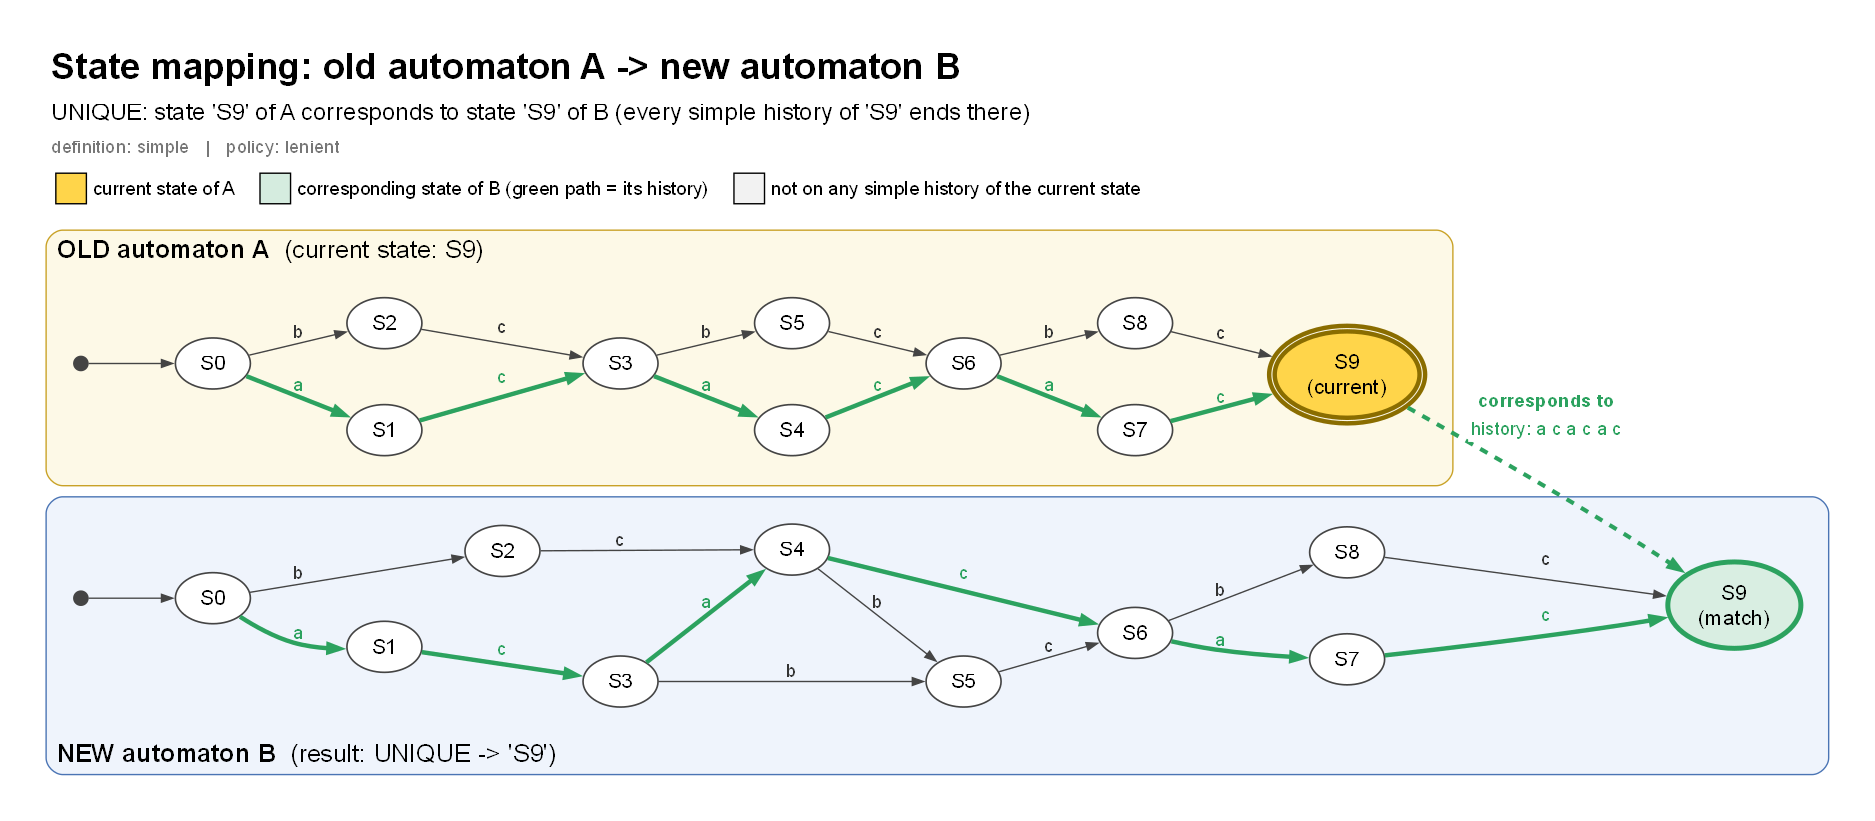 State mapping: old automaton A -> new automaton B
UNIQUE: state 'S9' of A corresponds to state 'S9' of B (every simple history of 'S9' ends there)
definition: simple | policy: lenient
current state of A
corresponding state of B (green path = its history)
not on any simple history of the current state
OLD automaton A (current state: S9)
S0
b
a
S2
S1
c
c
S3
b
a
S5
S4
c
c
S6
b
a
S8
S7
c
c
S9
(current)
corresponds to
history: a c a c a c
S0
b
a
S2
S1
c
c
S3
a
b
S4
c
b
S5
c
S6
b
a
S8
S7
c
c
S9
(match)
NEW automaton B (result: UNIQUE -> 'S9')